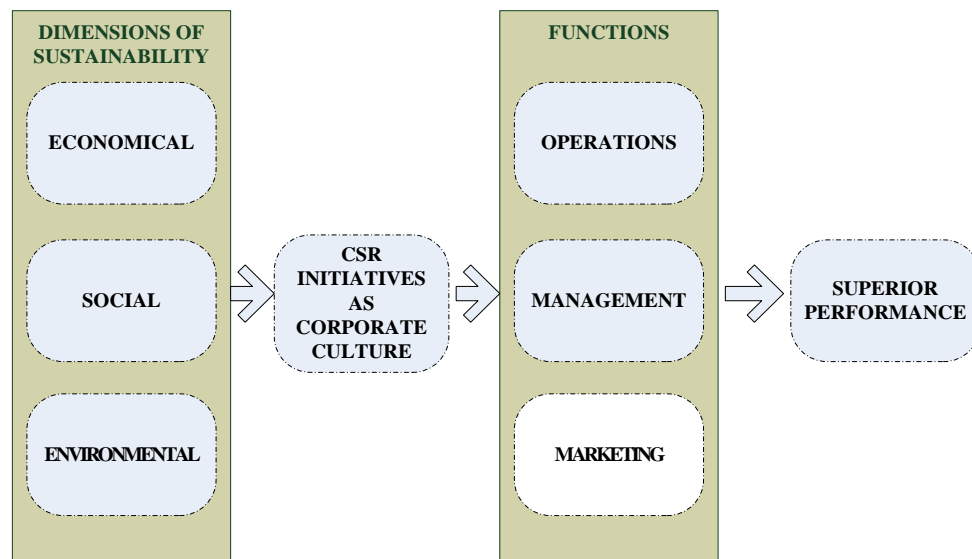 DIMENSIONS OF
SUSTAINABILITY
ECONOMICAL
SOCIAL
ENVIRONMENTAL
CSR
INITIATIVES
AS
CORPORATE
CULTURE
FUNCTIONS
OPERATIONS
MANAGEMENT
MARKETING
SUPERIOR
PERFORMANCE